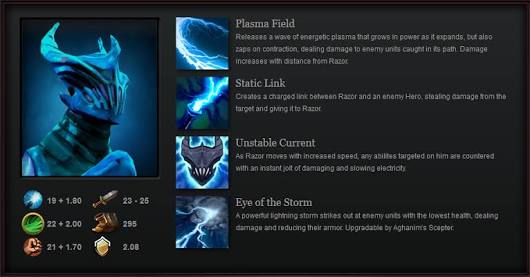 Plasma Field
Releases a wave of energetic plasma that grows in power as it expands, but also
zaps on contraction, dealing damage to enemy units caught in its path. Damage
increases with distance from Razor.
Static Link
Creates a charged link between Razor and an enemy Hero, stealing damage from the
target and giving it to Razor.
Unstable Current
As Razor moves with increased speed, any abilites targeted on him are countered
with an instant jolt of damaging and slowing electricity.
Eye of the Storm
A powerful lightning storm strikes out at enemy units with the lowest health, dealing
damage and reducing their armor. Upgradable by Aghanim's Scepter.
19 + 1.80 23 - 25
22 + 2.00 295
21 + 1.70 2.08